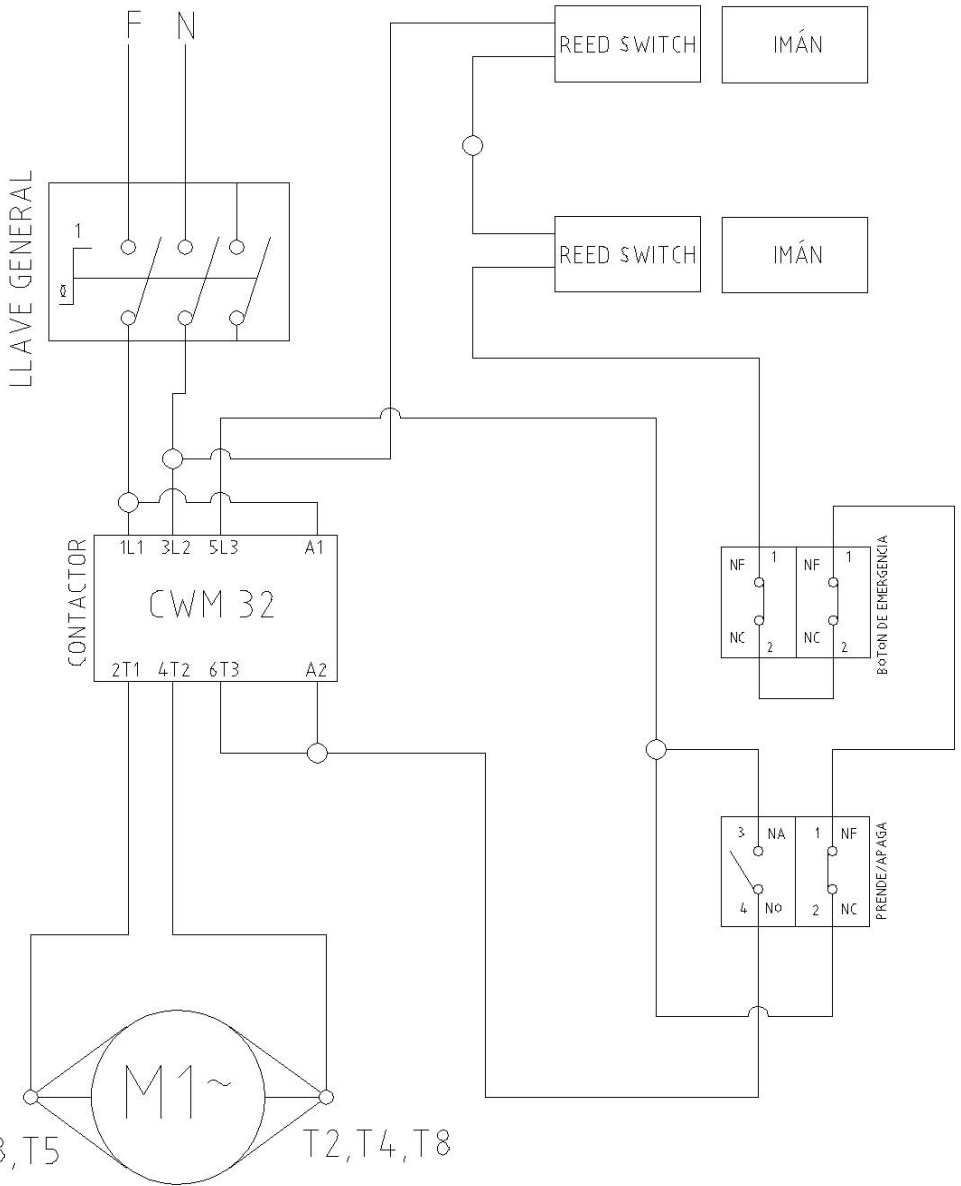 F N
REED SWITCH IMÁN
LLAVE GENERAL
1
0
REED SWITCH IMÁN
1L1 3L2 5L3 A1
CONTACTOR
CWM 32
2T1 4T2 6T3 A2
NF 1 NF 1
NC 2 NC 2
BOTON DE EMERGENCIA
3 NA 1 NF
4 NO 2 NC
PRENDE/APAGA
M1~
,T5
T2,T4,T8